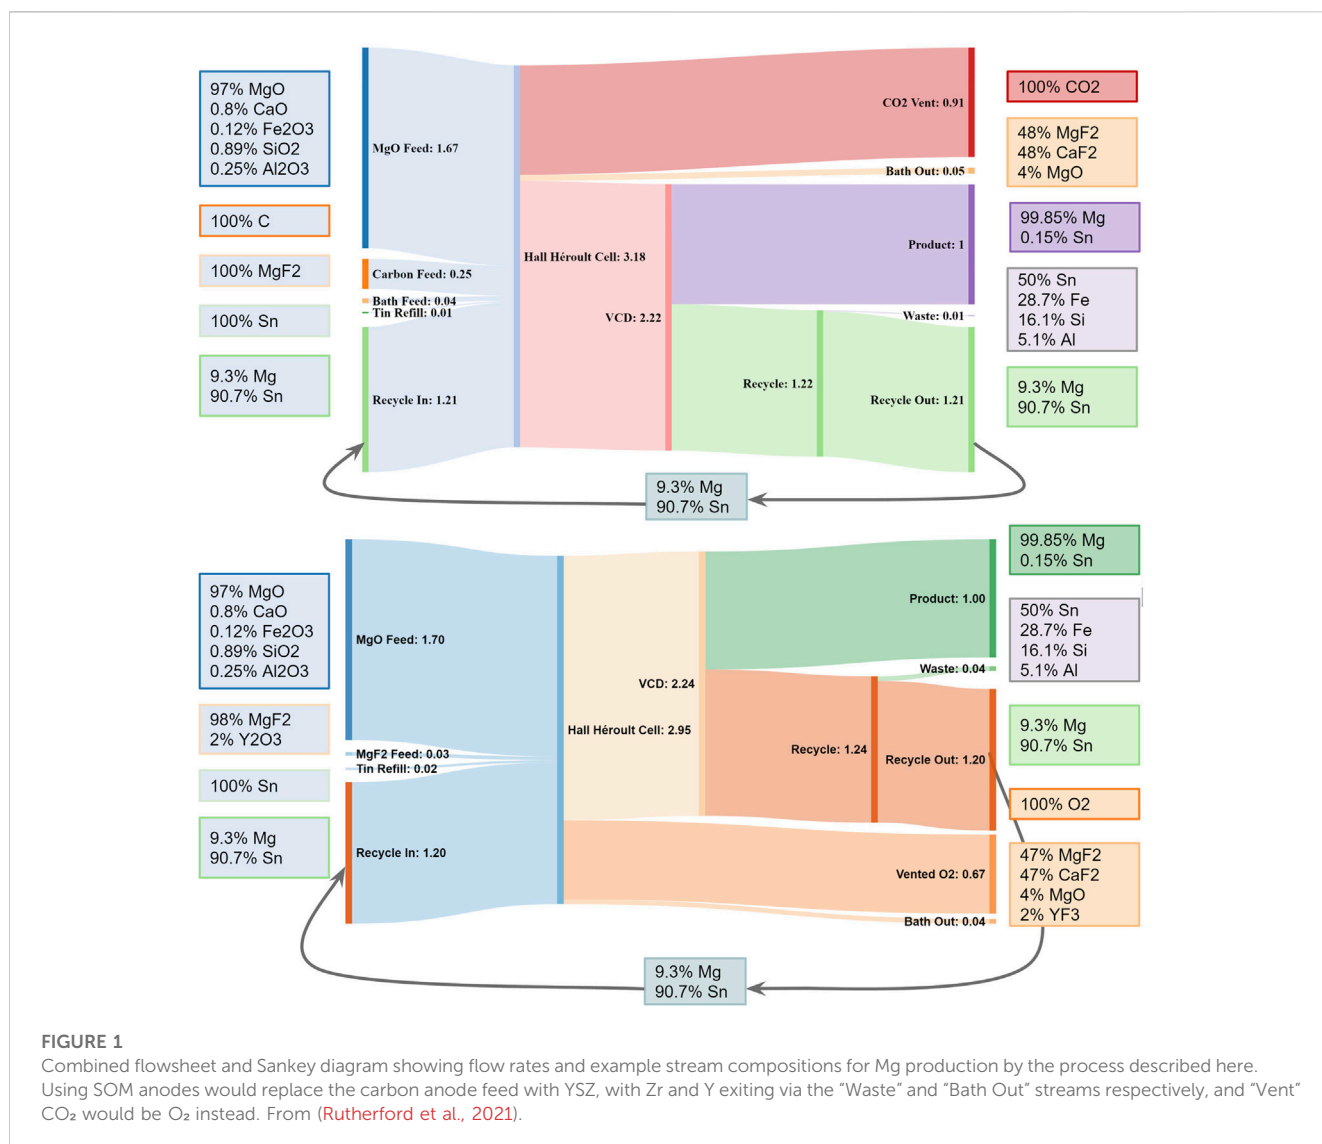 97% MgO
0.8% CaO
0.12% Fe2O3
0.89% SiO2
0.25% Al2O3
100% C
100% MgF2
100% Sn
9.3% Mg
90.7% Sn
MgO Feed: 1.67
Carbon Feed: 0.25
Bath Feed: 0.04
Tin Refill: 0.01
Recycle In: 1.21
Hall Héroult Cell: 3.18
VCD: 2.22
Recycle: 1.22
CO2 Vent: 0.91
Bath Out: 0.05
Product: 1
Waste: 0.01
Recycle Out: 1.21
100% CO2
48% MgF2
48% CaF2
4% MgO
99.85% Mg
0.15% Sn
50% Sn
28.7% Fe
16.1% Si
5.1% Al
9.3% Mg
90.7% Sn
9.3% Mg
90.7% Sn
97% MgO
0.8% CaO
0.12% Fe2O3
0.89% SiO2
0.25% Al2O3
98% MgF2
2% Y2O3
100% Sn
9.3% Mg
90.7% Sn
MgO Feed: 1.70
MgF2 Feed: 0.03
Tin Refill: 0.02
Recycle In: 1.20
VCD: 2.24
Hall Héroult Cell: 2.95
Recycle: 1.24
Product: 1.00
Waste: 0.04
Recycle Out: 1.20
Vented O2: 0.67
Bath Out: 0.04
99.85% Mg
0.15% Sn
50% Sn
28.7% Fe
16.1% Si
5.1% Al
9.3% Mg
90.7% Sn
100% O2
47% MgF2
47% CaF2
4% MgO
2% YF3
9.3% Mg
90.7% Sn
FIGURE 1
Combined flowsheet and Sankey diagram showing flow rates and example stream compositions for Mg production by the process described here.
Using SOM anodes would replace the carbon anode feed with YSZ, with Zr and Y exiting via the “Waste” and “Bath Out” streams respectively, and “Vent”
CO₂ would be O₂ instead. From (Rutherford et al., 2021).